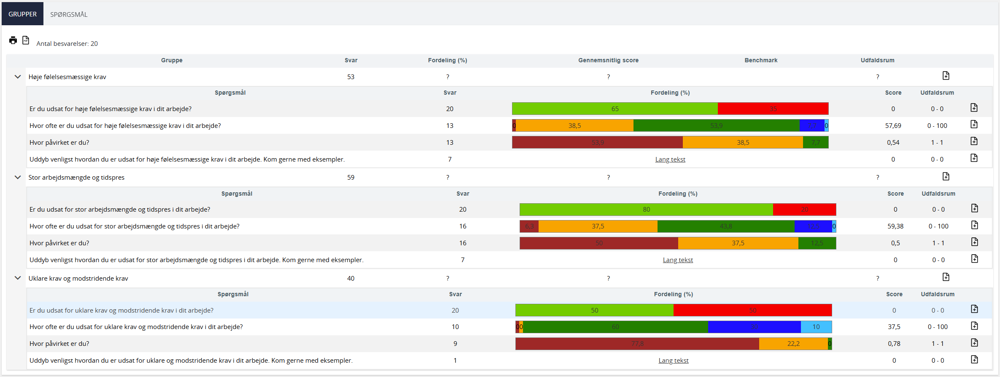 GRUPPER SPØRGSMÅL
Antal besvarelser: 20
Gruppe Svar Fordeling (%) Gennemsnitlig score Benchmark Udfaldsrum
Høje følelsesmæssige krav 53 ? ? ?
Spørgsmål Svar Fordeling (%) Score Udfaldsrum
Er du udsat for høje følelsesmæssige krav i dit arbejde? 20 65 35 0 0 - 0
Hvor ofte er du udsat for høje følelsesmæssige krav i dit arbejde? 13 0 38,5 53,9 7,7 0 57,69 0 - 100
Hvor påvirket er du? 13 53,9 38,5 7,7 0,54 1 - 1
Uddyb venligst hvordan du er udsat for høje følelsesmæssige krav i dit arbejde. Kom gerne med eksempler. 7 Lang tekst 0 0 - 0
Stor arbejdsmængde og tidspres 59 ? ? ?
Spørgsmål Svar Fordeling (%) Score Udfaldsrum
Er du udsat for stor arbejdsmængde og tidspres i dit arbejde? 20 80 20 0 0 - 0
Hvor ofte er du udsat for stor arbejdsmængde og tidspres i dit arbejde? 16 6,3 37,5 43,8 12,5 0 59,38 0 - 100
Hvor påvirket er du? 16 50 37,5 12,5 0,5 1 - 1
Uddyb venligst hvordan du er udsat for stor arbejdsmængde og tidspres i dit arbejde. Kom gerne med eksempler. 7 Lang tekst 0 0 - 0
Uklare krav og modstridende krav 40 ? ? ?
Spørgsmål Svar Fordeling (%) Score Udfaldsrum
Er du udsat for uklare krav og modstridende krav i dit arbejde? 20 50 50 0 0 - 0
Hvor ofte er du udsat for uklare krav og modstridende krav i dit arbejde? 10 0 0 60 30 10 37,5 0 - 100
Hvor påvirket er du? 9 77,8 22,2 0 0,78 1 - 1
Uddyb venligst hvordan du er udsat for uklare og modstridende krav i dit arbejde. Kom gerne med eksempler. 1 Lang tekst 0 0 - 0